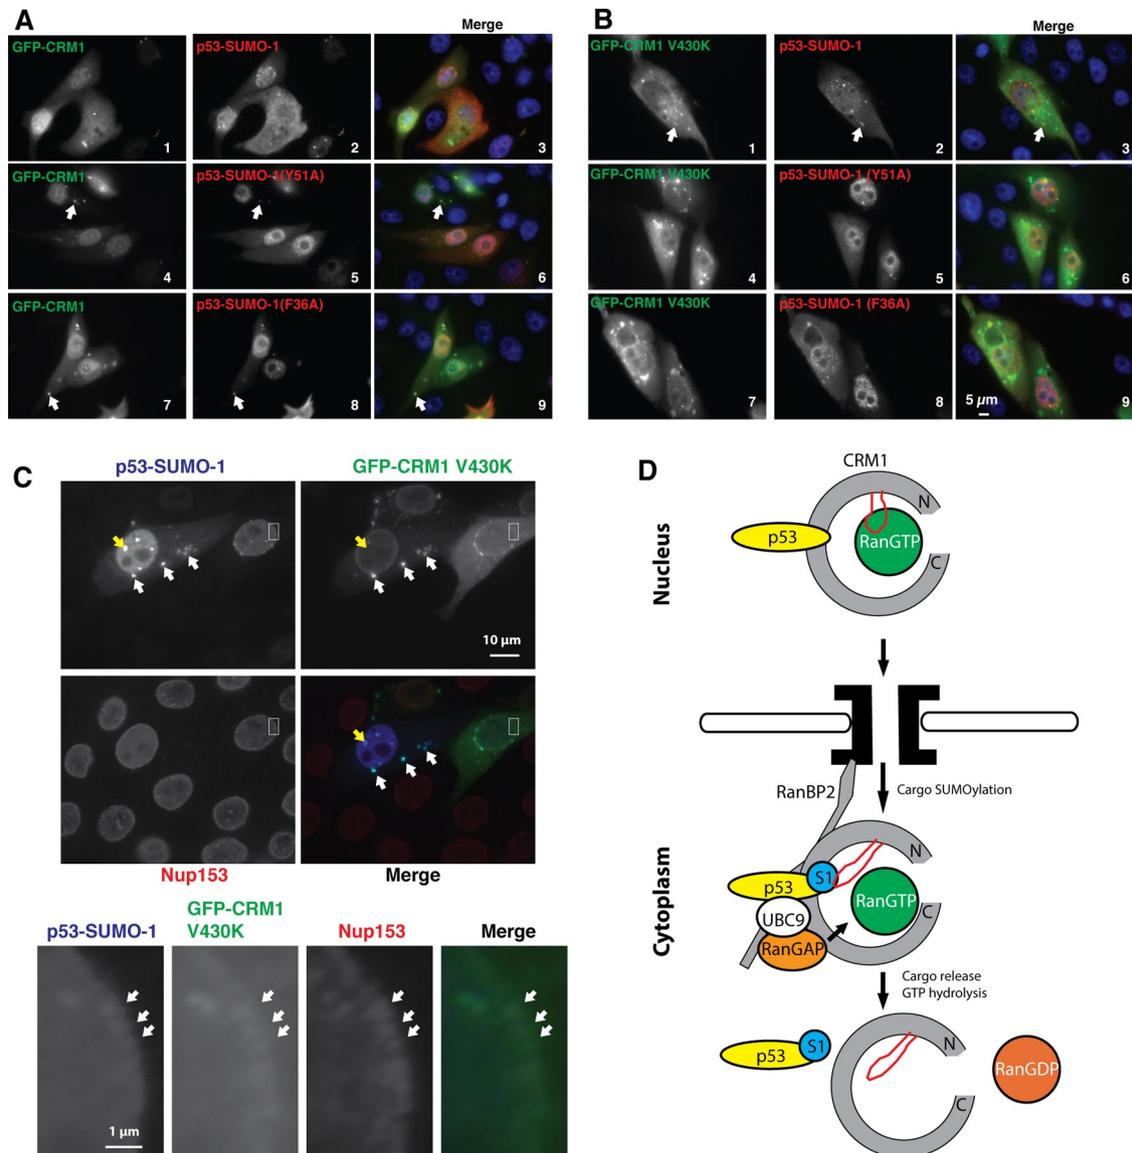 A
Merge
GFP-CRM1
p53-SUMO-1
1
2
3
GFP-CRM1
p53-SUMO-1(Y51A)
4
5
6
GFP-CRM1
p53-SUMO-1(F36A)
7
8
9
B
Merge
GFP-CRM1 V430K
p53-SUMO-1
1
2
3
GFP-CRM1 V430K
p53-SUMO-1 (Y51A)
4
5
6
GFP-CRM1 V430K
p53-SUMO-1 (F36A)
7
8
5 µm
9
C
p53-SUMO-1
GFP-CRM1 V430K
10 µm
Nup153
Merge
p53-SUMO-1
GFP-CRM1
V430K
Nup153
Merge
1 µm
D
Nucleus
CRM1
N
p53
RanGTP
C
RanBP2
Cargo SUMOylation
Cytoplasm
N
S1
p53
RanGTP
UBC9
C
RanGAP
Cargo release
GTP hydrolysis
S1
p53
N
RanGDP
C